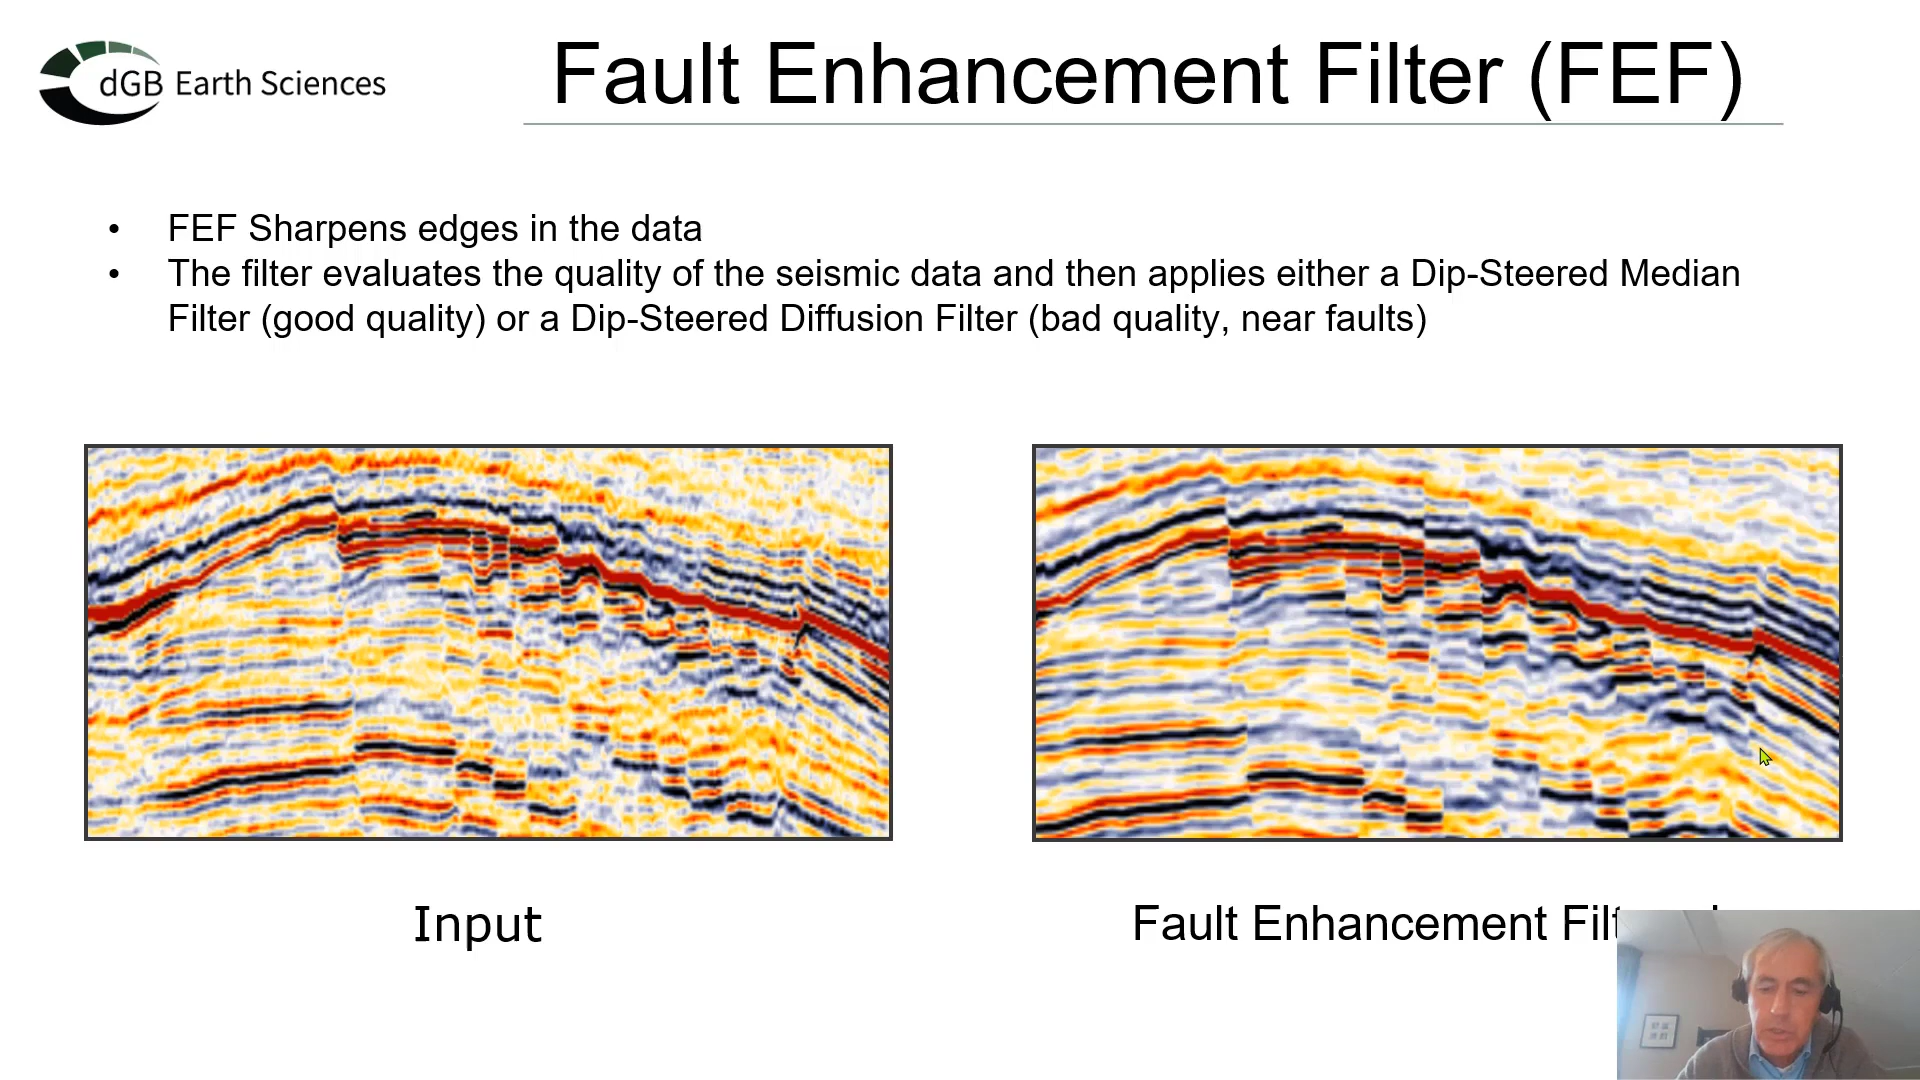 dGB Earth Sciences
Fault Enhancement Filter (FEF)
• FEF Sharpens edges in the data
• The filter evaluates the quality of the seismic data and then applies either a Dip-Steered Median
Filter (good quality) or a Dip-Steered Diffusion Filter (bad quality, near faults)
Input
Fault Enhancement